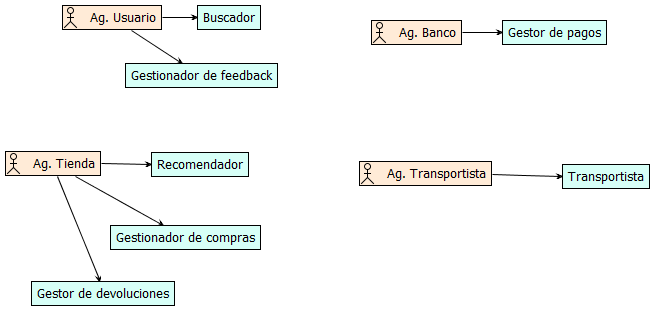 Ag. Usuario
Buscador
Ag. Banco
Gestor de pagos
Gestionador de feedback
Ag. Tienda
Recomendador
Ag. Transportista
Transportista
Gestionador de compras
Gestor de devoluciones